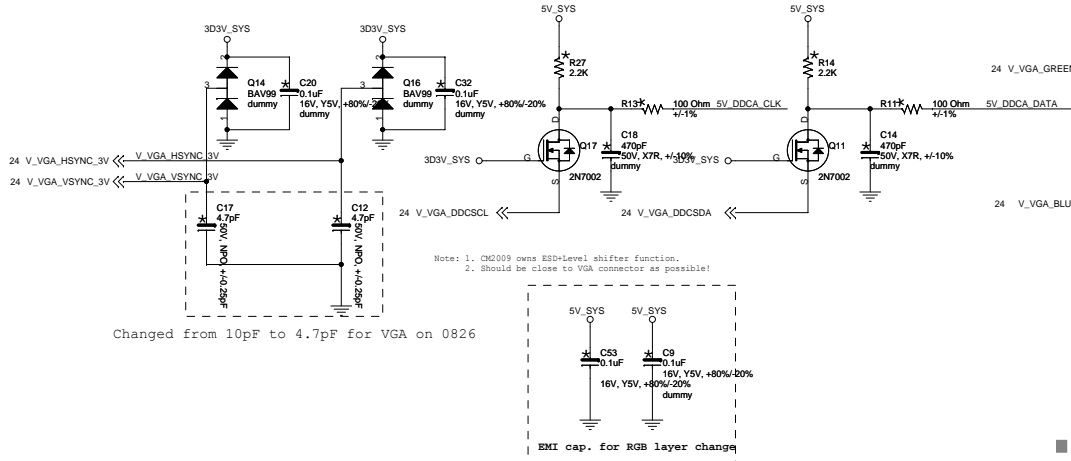 5V_SYS
5V_SYS
3D3V_SYS
3D3V_SYS
R27
2.2K
R14
2.2K
24 V_VGA_GREEN
2
3
1
Q14
BAV99
dummy
C20
0.1uF
16V, Y5V, +80%/-20%
dummy
2
3
1
Q16
BAV99
dummy
C32
0.1uF
16V, Y5V, +80%/-20%
dummy
R13
100 Ohm
+/-1%
5V_DDCA_CLK
R11
100 Ohm
+/-1%
5V_DDCA_DATA
D
G
S
Q17
2N7002
C18
470pF
50V, X7R, +/-10%
dummy
3D3V_SYS
3D3V_SYS
D
G
S
Q11
2N7002
C14
470pF
50V, X7R, +/-10%
dummy
24 V_VGA_HSYNC_3V
V_VGA_HSYNC_3V
24 V_VGA_VSYNC_3V
V_VGA_VSYNC_3V
24 V_VGA_DDCSCL
24 V_VGA_DDCSDA
24 V_VGA_BLU
C17
4.7pF
50V, NPO, +/-0.25pF
C12
4.7pF
50V, NPO, +/-0.25pF
Note: 1. CM2009 owns ESD+Level shifter function.
2. Should be close to VGA connector as possible!
Changed from 10pF to 4.7pF for VGA on 0826
5V_SYS
5V_SYS
C53
0.1uF
16V, Y5V, +80%/-20%
C9
0.1uF
16V, Y5V, +80%/-20%
dummy
EMI cap. for RGB layer change